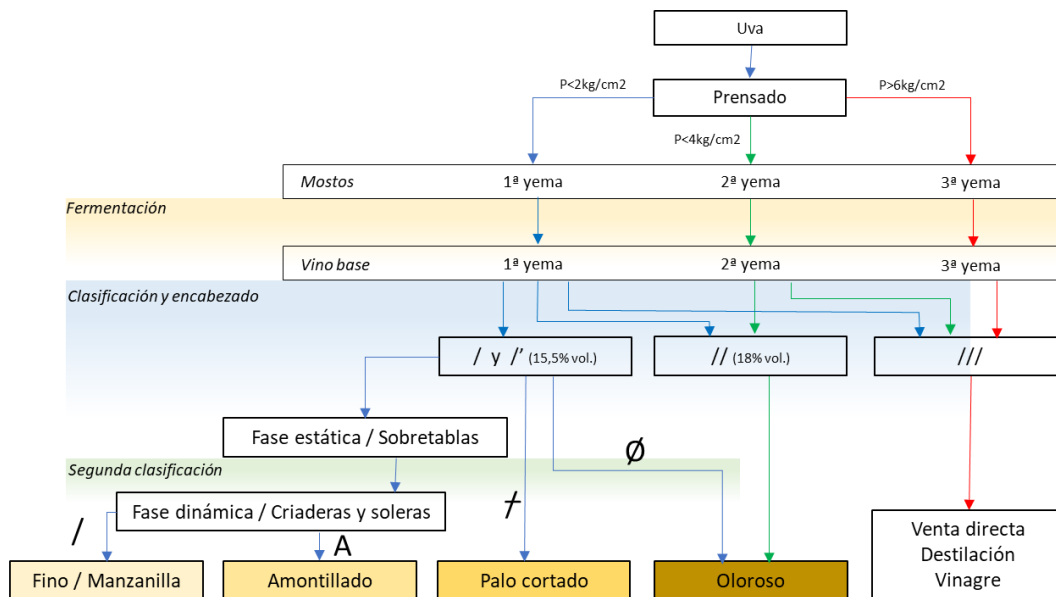 Uva
P<2kg/cm2
P>6kg/cm2
Prensado
P<4kg/cm2
Mostos 1ª yema 2ª yema 3ª yema
Fermentación
Vino base 1ª yema 2ª yema 3ª yema
Clasificación y encabezado
/ y /’ (15,5% vol.) // (18% vol.) ///
Fase estática / Sobretablas
Ø
Segunda clasificación
Fase dinámica / Criaderas y soleras
/ A ⌿
Venta directa
Destilación
Vinagre
Fino / Manzanilla Amontillado Palo cortado Oloroso